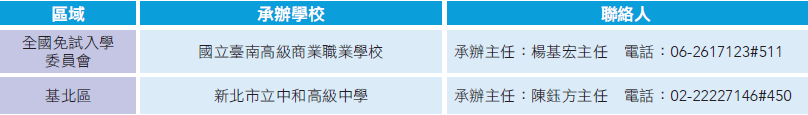 區域 承辦學校 聯絡人
全國免試入學
委員會 國立臺南高級商業職業學校 承辦主任：楊基宏主任 電話：06-2617123#511
基北區 新北市立中和高級中學 承辦主任：陳鈺方主任 電話：02-22227146#450